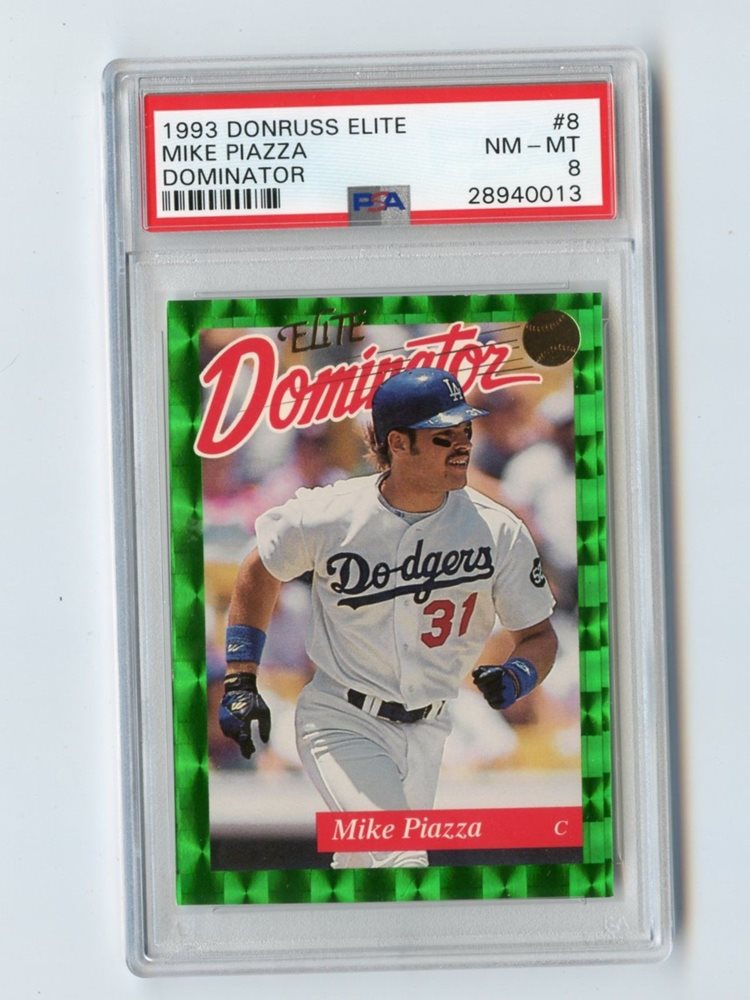 1993 DONRUSS ELITE #8
MIKE PIAZZA NM - MT
DOMINATOR 8
PSA 28940013
ELITE
Dominator
LA
Dodgers
31
Mike Piazza C